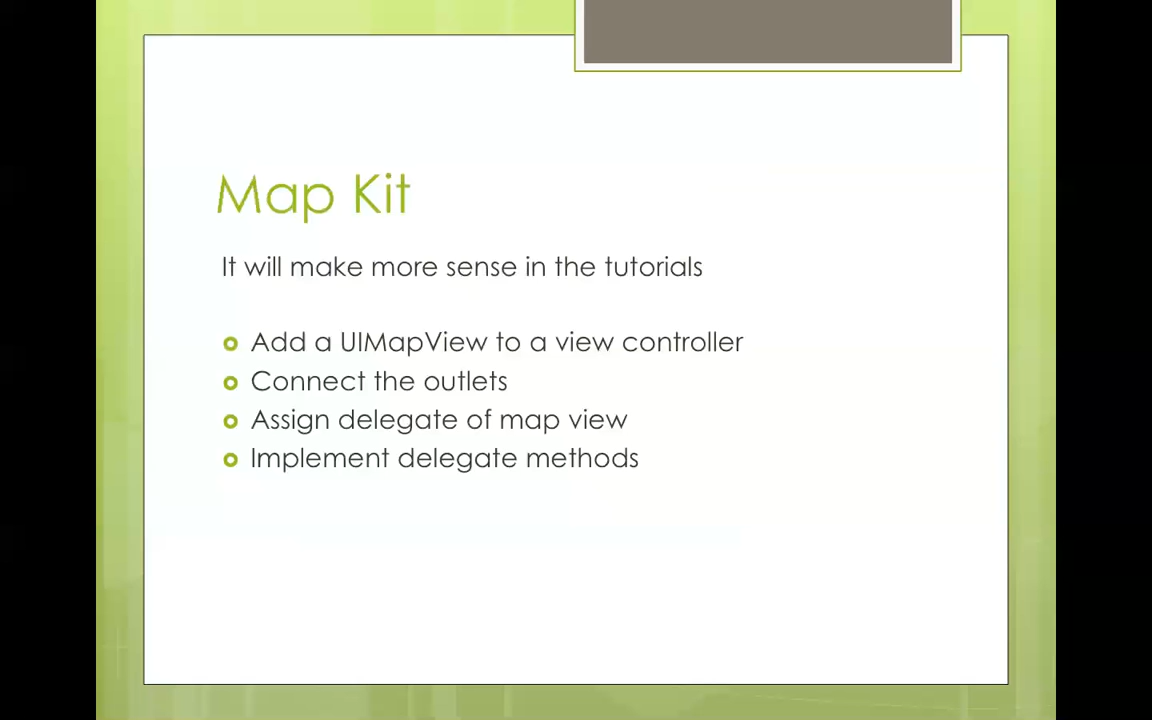 Map Kit
It will make more sense in the tutorials
Add a UIMapView to a view controller
Connect the outlets
Assign delegate of map view
Implement delegate methods